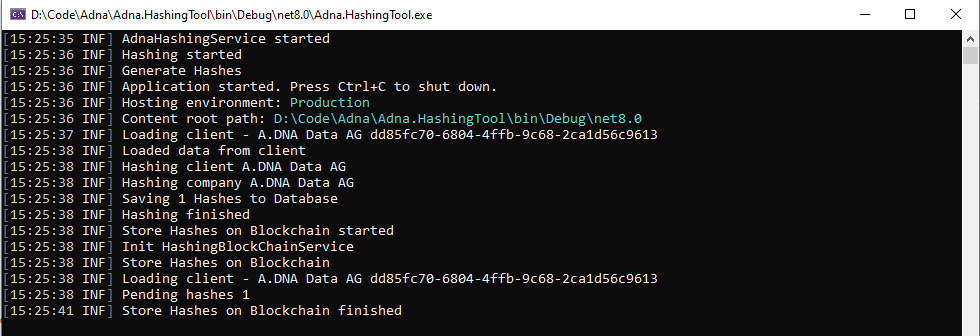 D:\Code\Adna\Adna.HashingTool\bin\Debug\net8.0\Adna.HashingTool.exe
[15:25:35 INF] AdnaHashingService started
[15:25:36 INF] Hashing started
[15:25:36 INF] Generate Hashes
[15:25:36 INF] Application started. Press Ctrl+C to shut down.
[15:25:36 INF] Hosting environment: Production
[15:25:36 INF] Content root path: D:\Code\Adna\Adna.HashingTool\bin\Debug\net8.0
[15:25:37 INF] Loading client - A.DNA Data AG dd85fc70-6804-4ffb-9c68-2ca1d56c9613
[15:25:38 INF] Loaded data from client
[15:25:38 INF] Hashing client A.DNA Data AG
[15:25:38 INF] Hashing company A.DNA Data AG
[15:25:38 INF] Saving 1 Hashes to Database
[15:25:38 INF] Hashing finished
[15:25:38 INF] Store Hashes on Blockchain started
[15:25:38 INF] Init HashingBlockChainService
[15:25:38 INF] Store Hashes on Blockchain
[15:25:38 INF] Loading client - A.DNA Data AG dd85fc70-6804-4ffb-9c68-2ca1d56c9613
[15:25:38 INF] Pending hashes 1
[15:25:41 INF] Store Hashes on Blockchain finished